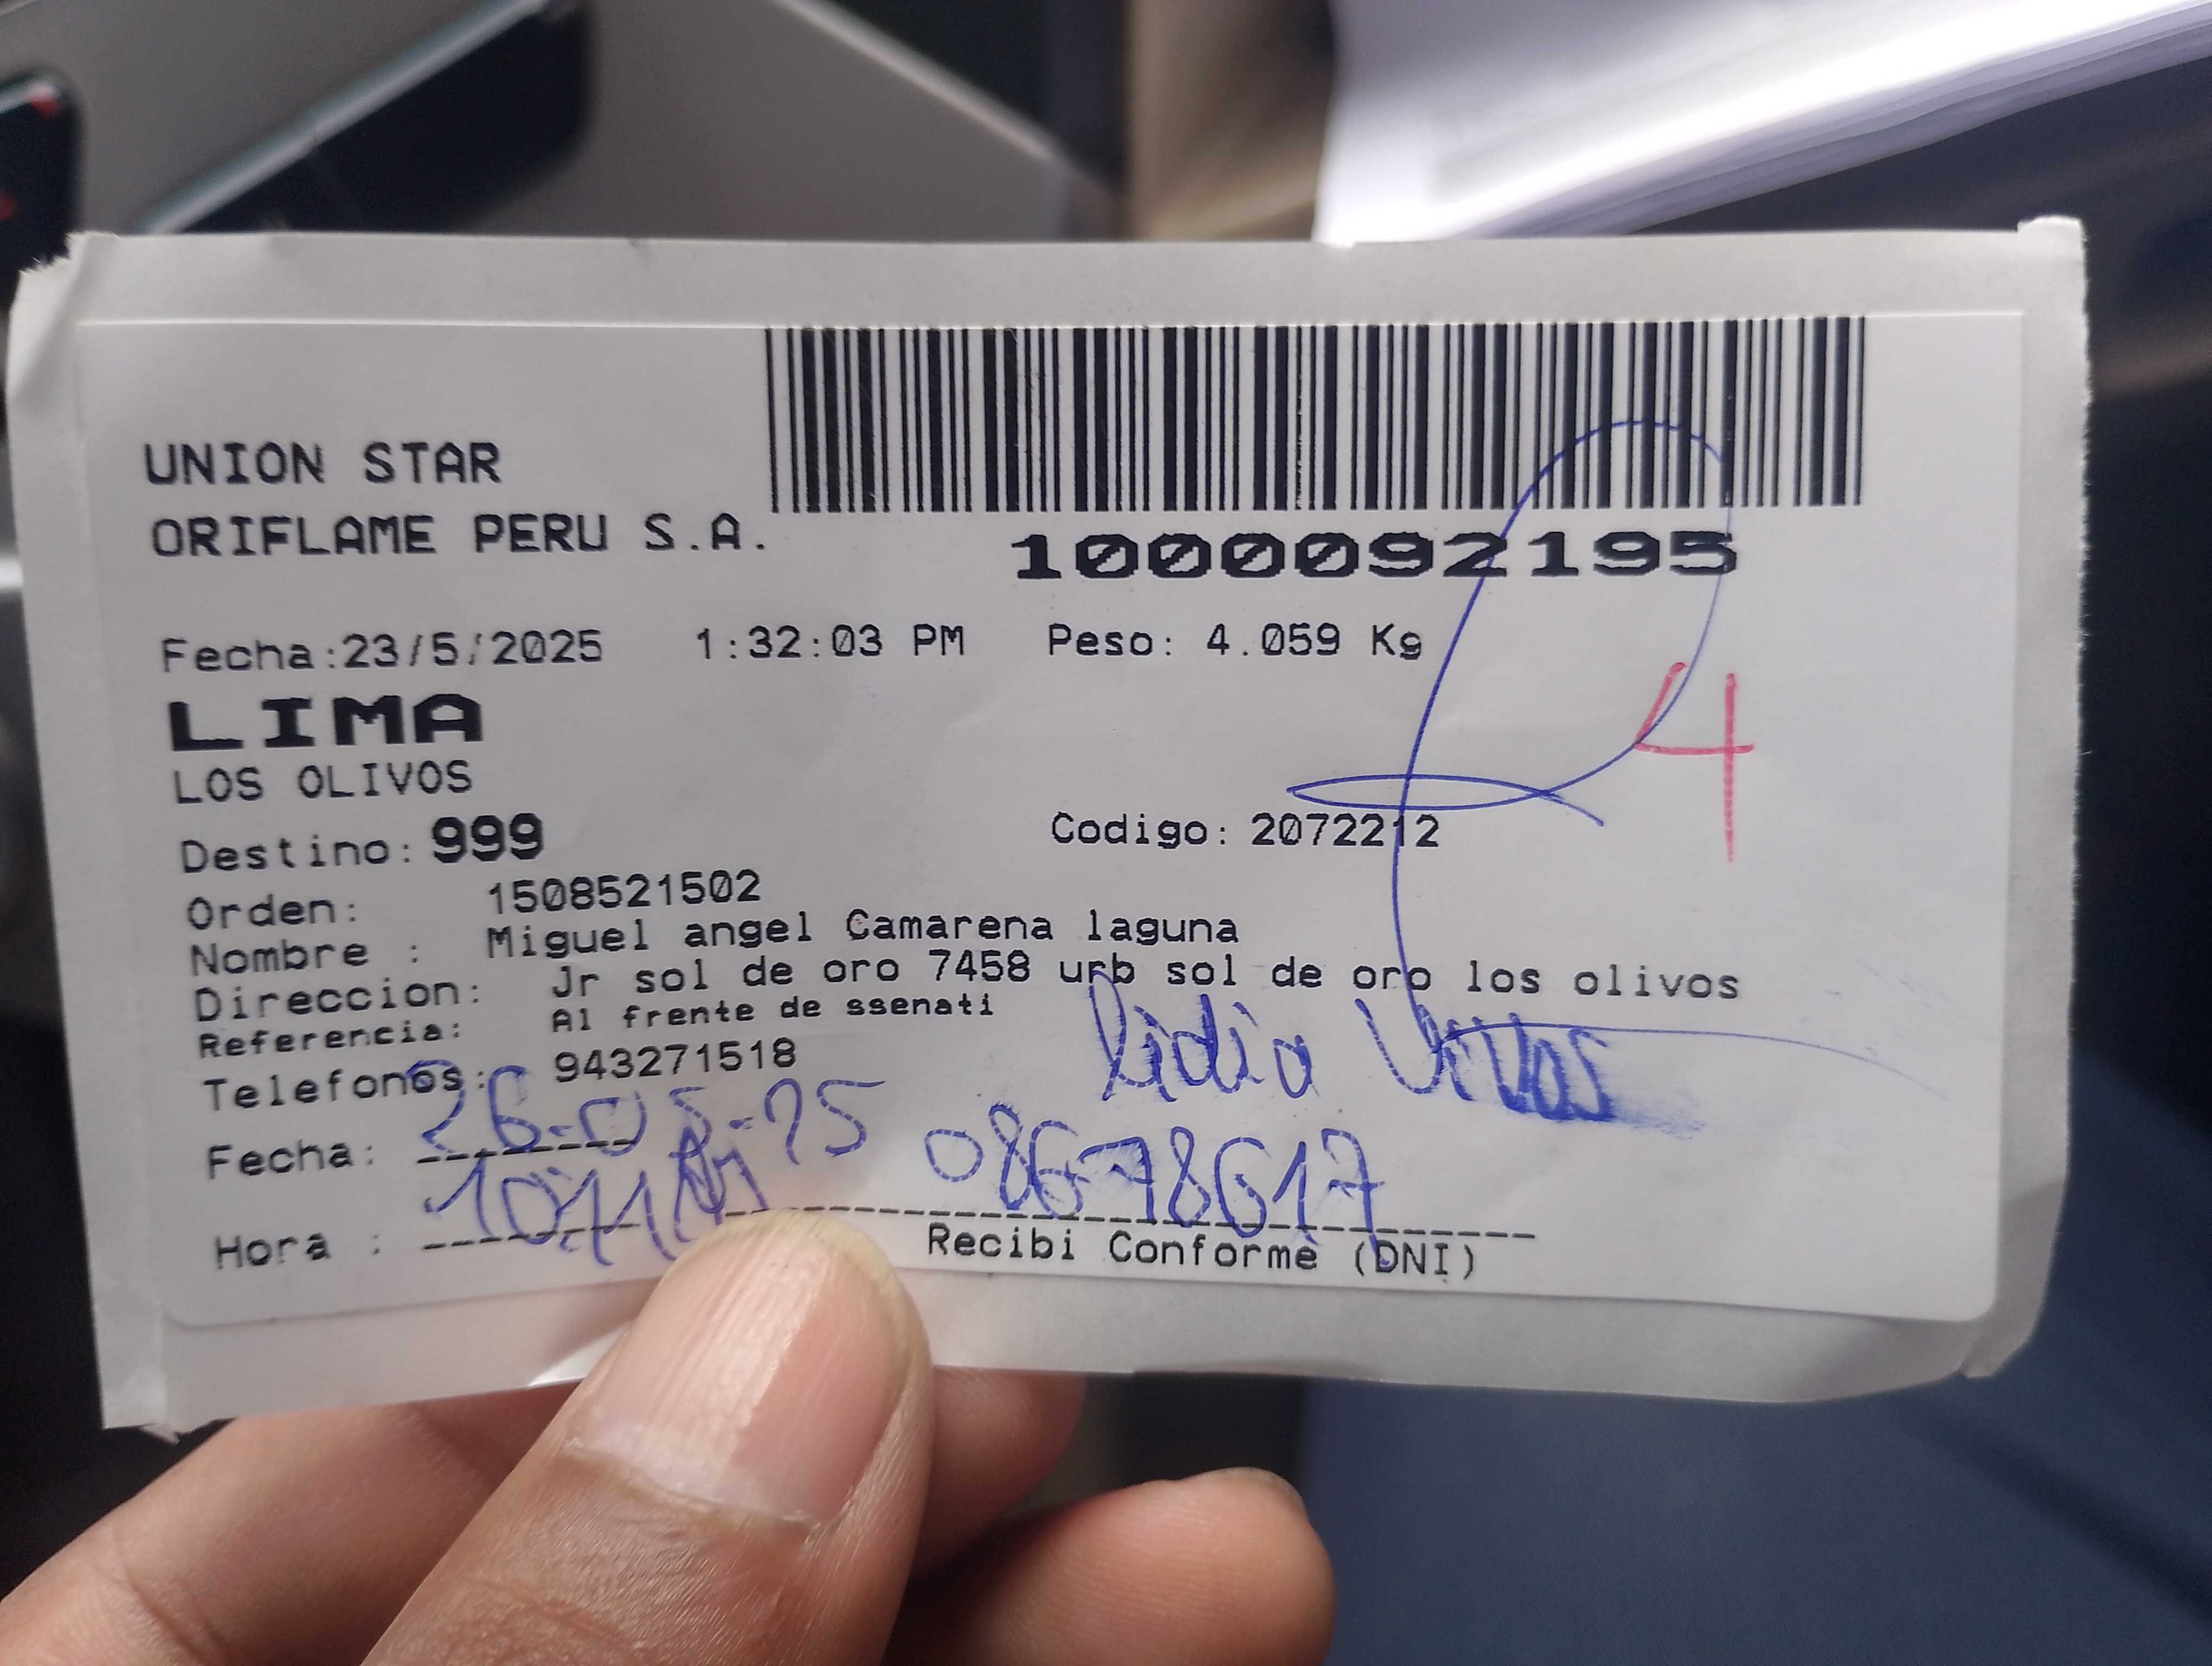 UNION STAR
ORIFLAME PERU S.A.
1000092195
Fecha:23/5/2025 1:32:03 PM Peso: 4.059 Kg
LIMA
4
LOS OLIVOS
Destino: 999 Codigo: 2072212
Orden: 1508521502
Nombre : Miguel angel Camarena laguna
Direccion: Jr sol de oro 7458 urb sol de oro los olivos
Referencia: Al frente de ssenati
Telefonos: 943271518
lidia Vivas
Fecha: 26-05-25
08678617
Hora :
Recibi Conforme (DNI)